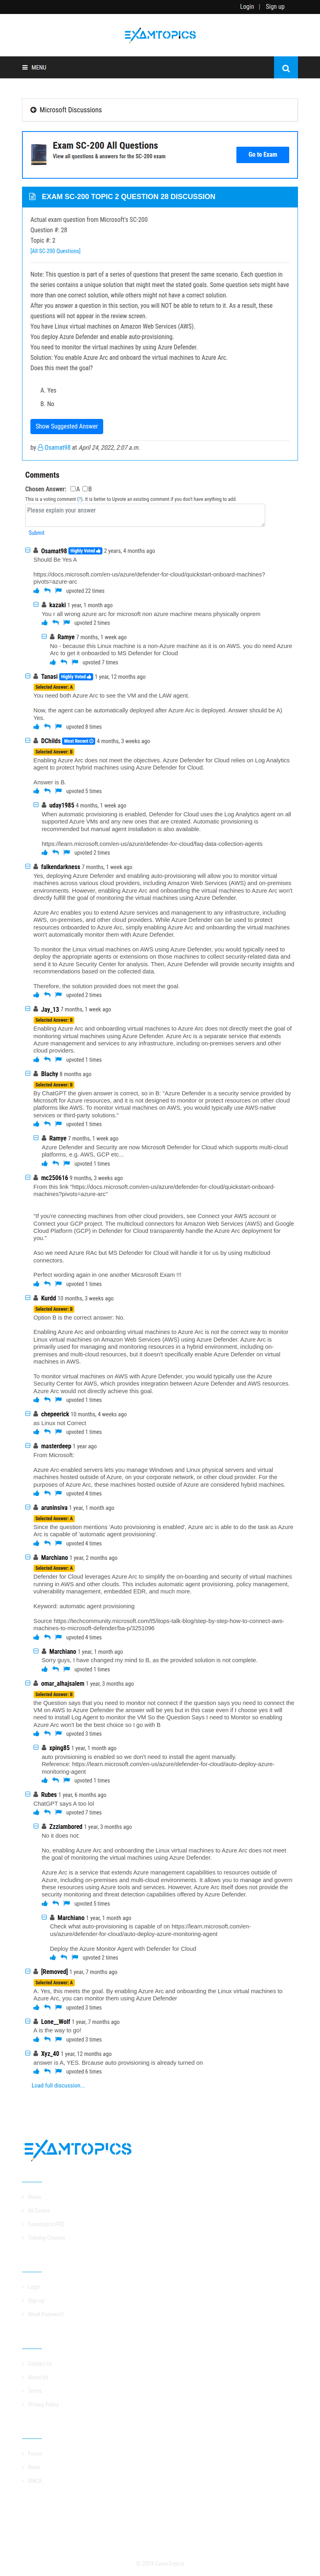 Login | Sign up
EXAMTOPICS
MENU
Microsoft Discussions
Exam SC-200 All Questions
View all questions & answers for the SC-200 exam
Go to Exam
EXAM SC-200 TOPIC 2 QUESTION 28 DISCUSSION
Actual exam question from Microsoft's SC-200
Question #: 28
Topic #: 2
[All SC-200 Questions]
Note: This question is part of a series of questions that present the same scenario. Each question in
the series contains a unique solution that might meet the stated goals. Some question sets might have
more than one correct solution, while others might not have a correct solution.
After you answer a question in this section, you will NOT be able to return to it. As a result, these
questions will not appear in the review screen.
You have Linux virtual machines on Amazon Web Services (AWS).
You deploy Azure Defender and enable auto-provisioning.
You need to monitor the virtual machines by using Azure Defender.
Solution: You enable Azure Arc and onboard the virtual machines to Azure Arc.
Does this meet the goal?
A. Yes
B. No
Show Suggested Answer
by Osamat98 at April 24, 2022, 2:07 a.m.
Comments
Chosen Answer: A B
This is a voting comment (?). It is better to Upvote an existing comment if you don't have anything to add.
Please explain your answer
Submit
Osamat98 Highly Voted 2 years, 4 months ago
Should Be Yes A
https://docs.microsoft.com/en-us/azure/defender-for-cloud/quickstart-onboard-machines?
pivots=azure-arc
upvoted 22 times
kazaki 1 year, 1 month ago
You r all wrong azure arc for microsoft non azure machine means physically onprem
upvoted 2 times
Ramye 7 months, 1 week ago
No - because this Linux machine is a non-Azure machine as it is on AWS. you do need Azure
Arc to get it onboarded to MS Defender for Cloud
upvoted 7 times
Tanasi Highly Voted 1 year, 12 months ago
Selected Answer: A
You need both Azure Arc to see the VM and the LAW agent.
Now, the agent can be automatically deployed after Azure Arc is deployed. Answer should be A)
Yes.
upvoted 8 times
DChilds Most Recent 4 months, 3 weeks ago
Selected Answer: B
Enabling Azure Arc does not meet the objectives. Azure Defender for Cloud relies on Log Analytics
agent to protect hybrid machines using Azure Defender for Cloud.
Answer is B.
upvoted 5 times
uday1985 4 months, 1 week ago
When automatic provisioning is enabled, Defender for Cloud uses the Log Analytics agent on all
supported Azure VMs and any new ones that are created. Automatic provisioning is
recommended but manual agent installation is also available.
https://learn.microsoft.com/en-us/azure/defender-for-cloud/faq-data-collection-agents
upvoted 2 times
falkendarkness 7 months, 1 week ago
Yes, deploying Azure Defender and enabling auto-provisioning will allow you to monitor virtual
machines across various cloud providers, including Amazon Web Services (AWS) and on-premises
environments. However, enabling Azure Arc and onboarding the virtual machines to Azure Arc won't
directly fulfill the goal of monitoring the virtual machines using Azure Defender.
Azure Arc enables you to extend Azure services and management to any infrastructure, including
AWS, on-premises, and other cloud providers. While Azure Defender can be used to protect
resources onboarded to Azure Arc, simply enabling Azure Arc and onboarding the virtual machines
won't automatically monitor them with Azure Defender.
To monitor the Linux virtual machines on AWS using Azure Defender, you would typically need to
deploy the appropriate agents or extensions on those machines to collect security-related data and
send it to Azure Security Center for analysis. Then, Azure Defender will provide security insights and
recommendations based on the collected data.
Therefore, the solution provided does not meet the goal.
upvoted 2 times
Jay_13 7 months, 1 week ago
Selected Answer: B
Enabling Azure Arc and onboarding virtual machines to Azure Arc does not directly meet the goal of
monitoring virtual machines using Azure Defender. Azure Arc is a separate service that extends
Azure management and services to any infrastructure, including on-premises servers and other
cloud providers.
upvoted 1 times
Blachy 8 months ago
Selected Answer: B
By ChatGPT the given answer is correct, so in B: "Azure Defender is a security service provided by
Microsoft for Azure resources, and it is not designed to monitor or protect resources on other cloud
platforms like AWS. To monitor virtual machines on AWS, you would typically use AWS-native
services or third-party solutions."
upvoted 1 times
Ramye 7 months, 1 week ago
Azure Defender and Security are now Microsoft Defender for Cloud which supports multi-cloud
platforms, e.g. AWS, GCP etc...
upvoted 1 times
mc250616 9 months, 3 weeks ago
From this link "https://docs.microsoft.com/en-us/azure/defender-for-cloud/quickstart-onboard-
machines?pivots=azure-arc"
"If you're connecting machines from other cloud providers, see Connect your AWS account or
Connect your GCP project. The multicloud connectors for Amazon Web Services (AWS) and Google
Cloud Platform (GCP) in Defender for Cloud transparently handle the Azure Arc deployment for
you."
Aso we need Azure RAc but MS Defender for Cloud will handle it for us by using multicloud
connectors.
Pefect wording again in one another Micsrosoft Exam !!!
upvoted 1 times
Kurdd 10 months, 3 weeks ago
Selected Answer: B
Option B is the correct answer: No.
Enabling Azure Arc and onboarding virtual machines to Azure Arc is not the correct way to monitor
Linux virtual machines on Amazon Web Services (AWS) using Azure Defender. Azure Arc is
primarily used for managing and monitoring resources in a hybrid environment, including on-
premises and multi-cloud resources, but it doesn't specifically enable Azure Defender on virtual
machines in AWS.
To monitor virtual machines on AWS with Azure Defender, you would typically use the Azure
Security Center for AWS, which provides integration between Azure Defender and AWS resources.
Azure Arc would not directly achieve this goal.
upvoted 1 times
chepeerick 10 months, 4 weeks ago
as Linux not Correct
upvoted 1 times
masterdeep 1 year ago
From Microsoft:
Azure Arc-enabled servers lets you manage Windows and Linux physical servers and virtual
machines hosted outside of Azure, on your corporate network, or other cloud provider. For the
purposes of Azure Arc, these machines hosted outside of Azure are considered hybrid machines.
upvoted 4 times
aruninsiva 1 year, 1 month ago
Selected Answer: A
Since the question mentions 'Auto provisioning is enabled', Azure arc is able to do the task as Azure
Arc is capable of 'automatic agent provisioning'.
upvoted 4 times
Marchiano 1 year, 2 months ago
Selected Answer: A
Defender for Cloud leverages Azure Arc to simplify the on-boarding and security of virtual machines
running in AWS and other clouds. This includes automatic agent provisioning, policy management,
vulnerability management, embedded EDR, and much more.
Keyword: automatic agent provisioning
Source https://techcommunity.microsoft.com/t5/itops-talk-blog/step-by-step-how-to-connect-aws-
machines-to-microsoft-defender/ba-p/3251096
upvoted 4 times
Marchiano 1 year, 1 month ago
Sorry guys, I have changed my mind to B, as the provided solution is not complete.
upvoted 1 times
omar_alhajsalem 1 year, 3 months ago
Selected Answer: B
the Question says that you need to monitor not connect if the question says you need to connect the
VM on AWS to Azure Defender the answer will be yes but in this case even if i choose yes it will
need to install Log Agent to monitor the VM so if the Question Says I need to Monitor so enabling
Azure Arc won't be the best choice so I go with B
upvoted 3 times
xping85 1 year, 1 month ago
auto provisioning is enabled so we don't need to install the agent manually.
Reference: https://learn.microsoft.com/en-us/azure/defender-for-cloud/auto-deploy-azure-
monitoring-agent
upvoted 1 times
Rubes 1 year, 6 months ago
ChatGPT says A too lol
upvoted 7 times
Zzziambored 1 year, 3 months ago
No it does not:
No, enabling Azure Arc and onboarding the Linux virtual machines to Azure Arc does not meet
the goal of monitoring the virtual machines using Azure Defender.
Azure Arc is a service that extends Azure management capabilities to resources outside of
Azure, including on-premises and multi-cloud environments. It allows you to manage and govern
these resources using Azure tools and services. However, Azure Arc itself does not provide the
security monitoring and threat detection capabilities offered by Azure Defender.
upvoted 5 times
Marchiano 1 year, 1 month ago
Check what auto-provisioning is capable of on https://learn.microsoft.com/en-
us/azure/defender-for-cloud/auto-deploy-azure-monitoring-agent
Deploy the Azure Monitor Agent with Defender for Cloud
upvoted 2 times
[Removed] 1 year, 7 months ago
Selected Answer: A
A. Yes, this meets the goal. By enabling Azure Arc and onboarding the Linux virtual machines to
Azure Arc, you can monitor them using Azure Defender
upvoted 3 times
Lone__Wolf 1 year, 7 months ago
A is the way to go!
upvoted 3 times
Xyz_40 1 year, 12 months ago
answer is A, YES. Brcause auto provisioning is already turned on
upvoted 6 times
Load full discussion...
EXAMTOPICS